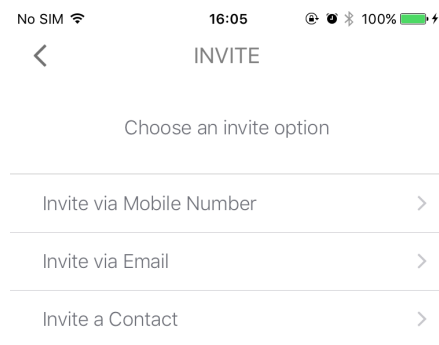 No SIM 16:05 100%
INVITE
Choose an invite option
Invite via Mobile Number
Invite via Email
Invite a Contact